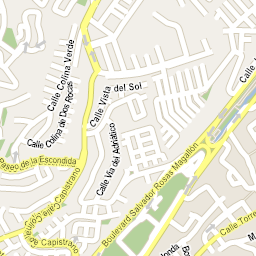 Calle Colina Verde
Calle Colina de Dos Rocas
Calle Vista
del Sol
Calle Vía del Adriático
Paseo de la Escondida
Calle Capistrano
Boulevard Salvador Rosas Magallón
Calle Torre
de Capistrano